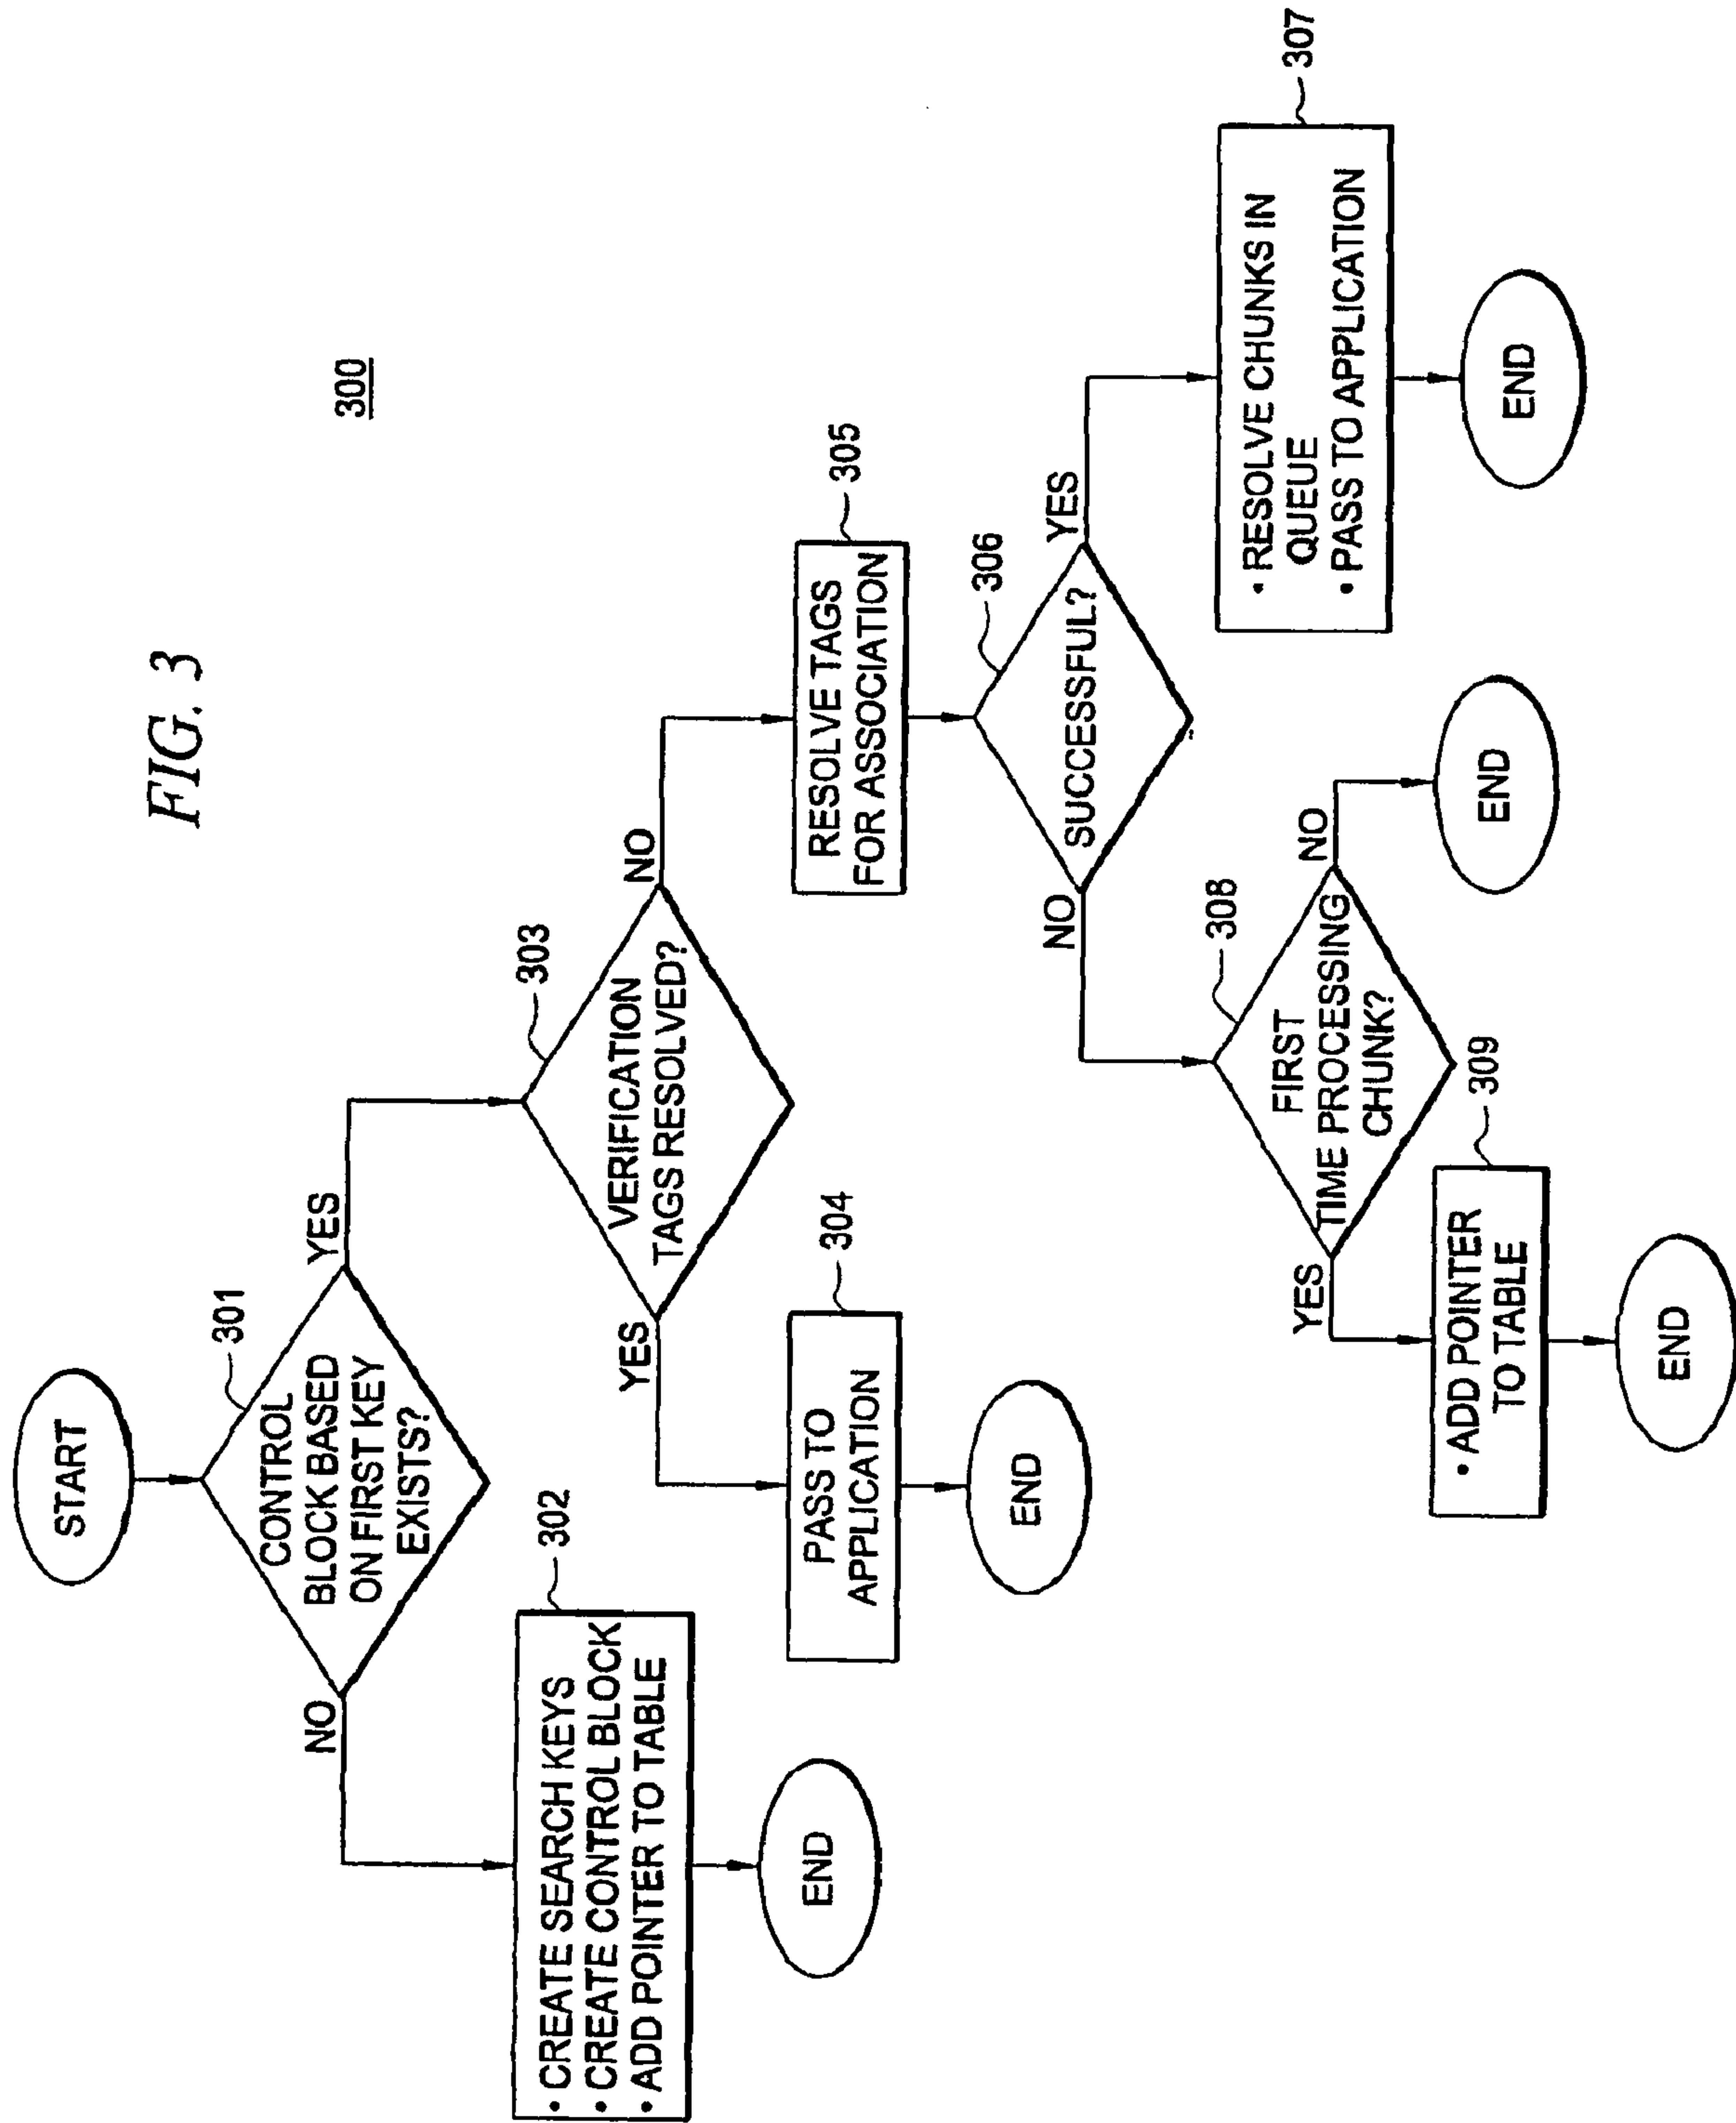 FIG. 3
300
START
CONTROL
BLOCK BASED
ON FIRST KEY
EXISTS?
301
NO
YES
• CREATE SEARCH KEYS
• CREATE CONTROL BLOCK
• ADD POINTER TO TABLE
302
END
VERIFICATION
TAGS RESOLVED?
303
YES
NO
PASS TO
APPLICATION
304
END
RESOLVE TAGS
FOR ASSOCIATION
305
SUCCESSFUL?
306
NO
YES
• RESOLVE CHUNKS IN
QUEUE
• PASS TO APPLICATION
307
END
FIRST
TIME PROCESSING
CHUNK?
308
YES
NO
• ADD POINTER
TO TABLE
309
END
END